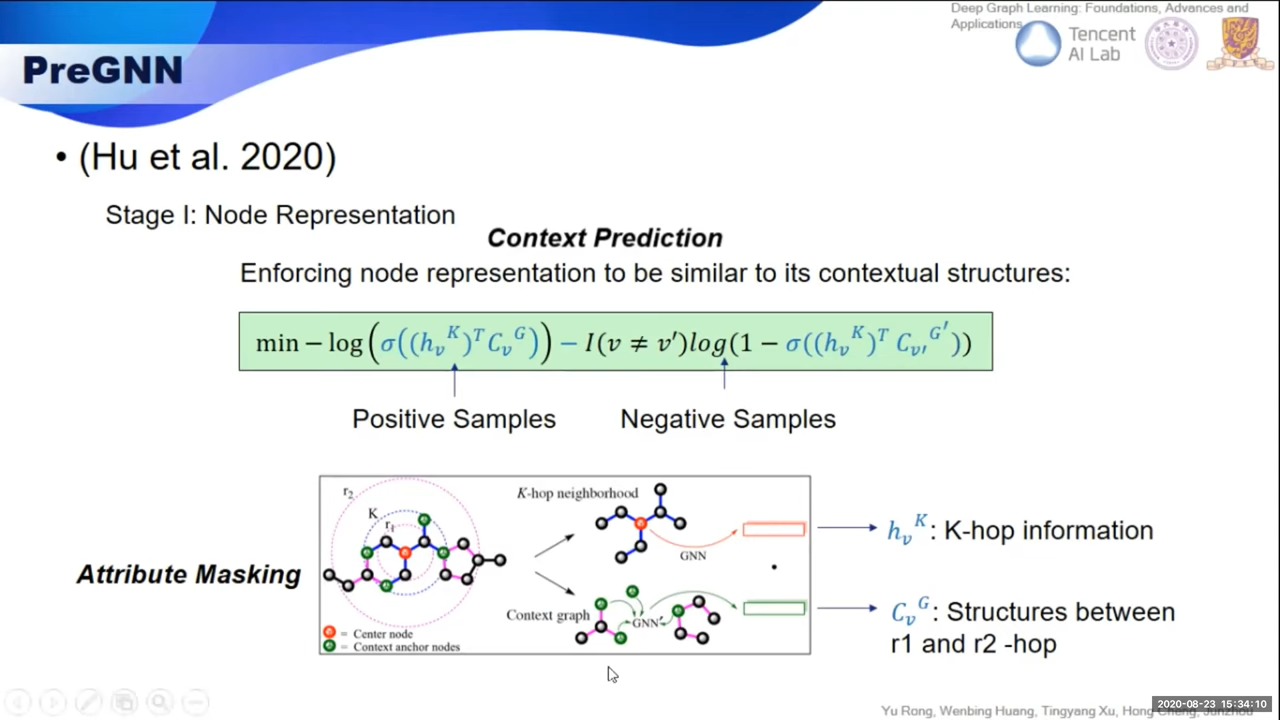 Deep Graph Learning: Foundations, Advances and
Applications
Tencent
AI Lab
PreGNN
• (Hu et al. 2020)
Stage I: Node Representation
Context Prediction
Enforcing node representation to be similar to its contextual structures:
min − log(σ((h_v^K)^T C_v^G)) − I(v ≠ v′)log(1 − σ((h_v^K)^T C_{v′}^{G′}))
Positive Samples
Negative Samples
Attribute Masking
r₂
K
r₁
K-hop neighborhood
GNN
Context graph
GNN′
= Center node
= Context anchor nodes
h_v^K: K-hop information
C_v^G: Structures between
r1 and r2 -hop
2020-08-23 15:34:10
Yu Rong, Wenbing Huang, Tingyang Xu, Hong Cheng, Junzhou